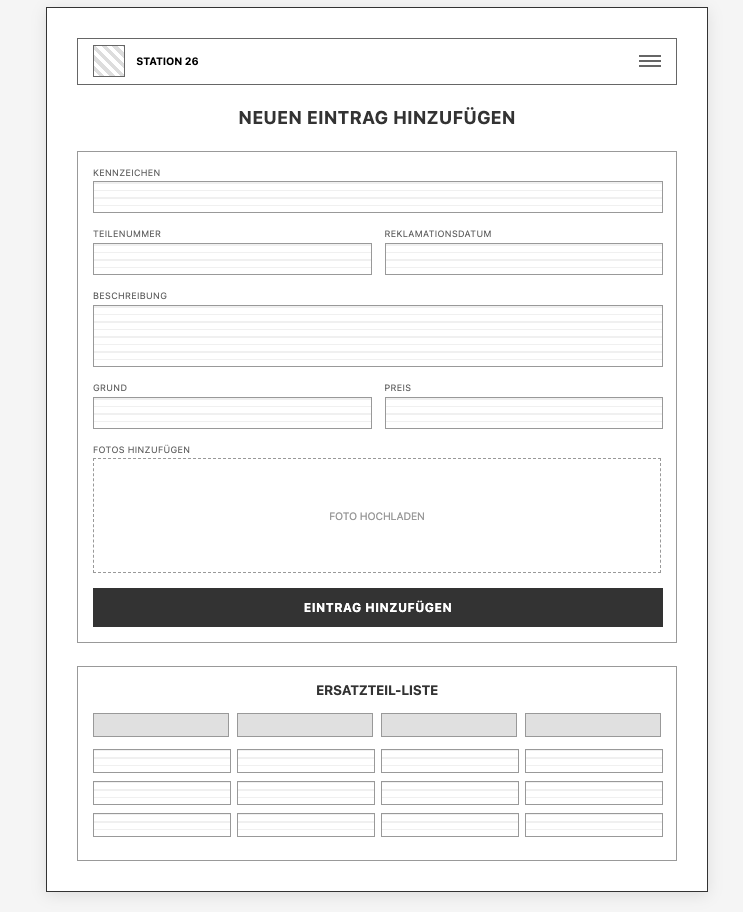 STATION 26
NEUEN EINTRAG HINZUFÜGEN
KENNZEICHEN
TEILENUMMER
REKLAMATIONSDATUM
BESCHREIBUNG
GRUND
PREIS
FOTOS HINZUFÜGEN
FOTO HOCHLADEN
EINTRAG HINZUFÜGEN
ERSATZTEIL-LISTE